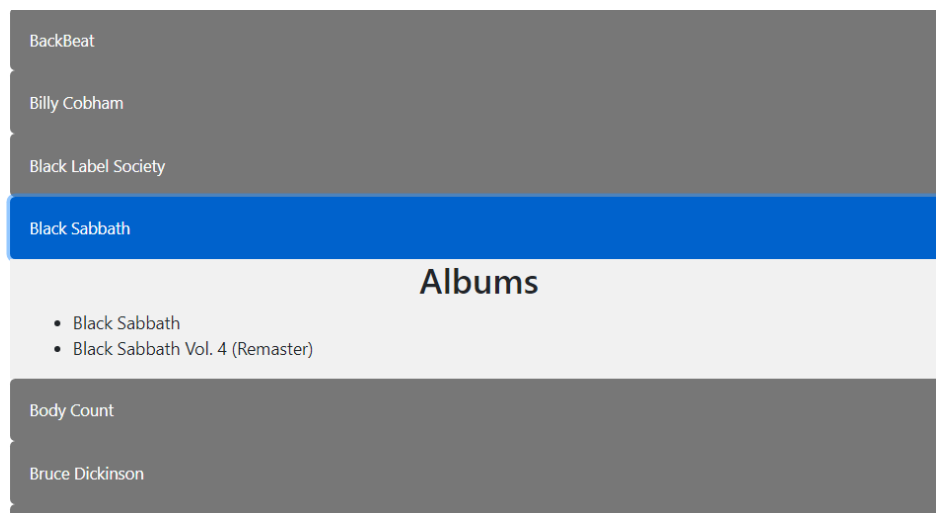 BackBeat
Billy Cobham
Black Label Society
Black Sabbath
Albums
Black Sabbath
Black Sabbath Vol. 4 (Remaster)
Body Count
Bruce Dickinson